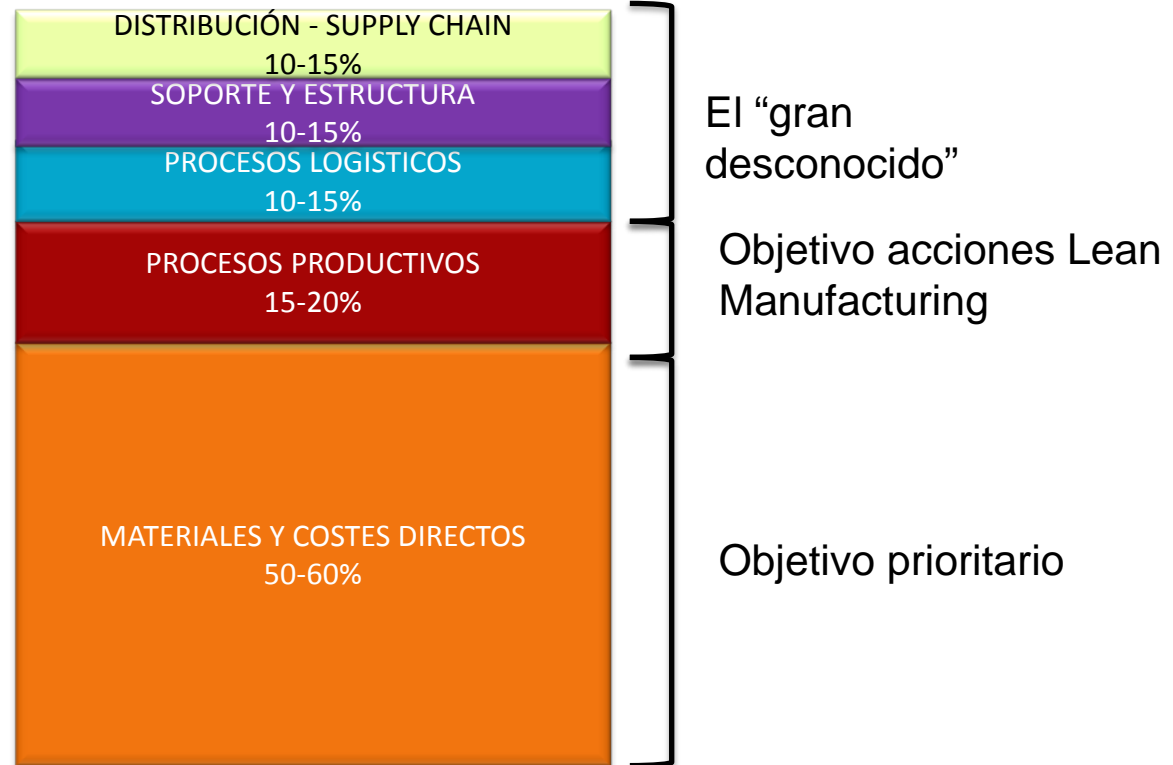 DISTRIBUCIÓN - SUPPLY CHAIN
10-15%
SOPORTE Y ESTRUCTURA
10-15%
PROCESOS LOGISTICOS
10-15%
El “gran
desconocido”
PROCESOS PRODUCTIVOS
15-20%
Objetivo acciones Lean
Manufacturing
MATERIALES Y COSTES DIRECTOS
50-60%
Objetivo prioritario